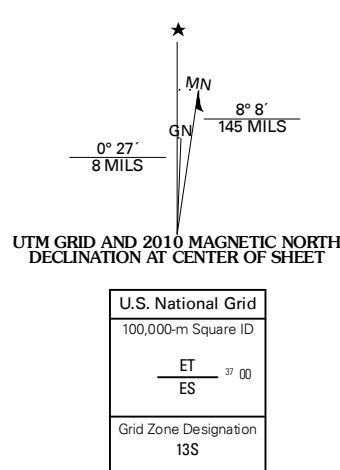 ★
MN
GN
8° 8´
145 MILS
0° 27´
8 MILS
UTM GRID AND 2010 MAGNETIC NORTH
DECLINATION AT CENTER OF SHEET
U.S. National Grid
100,000-m Square ID
ET
ES
37 00
Grid Zone Designation
13S